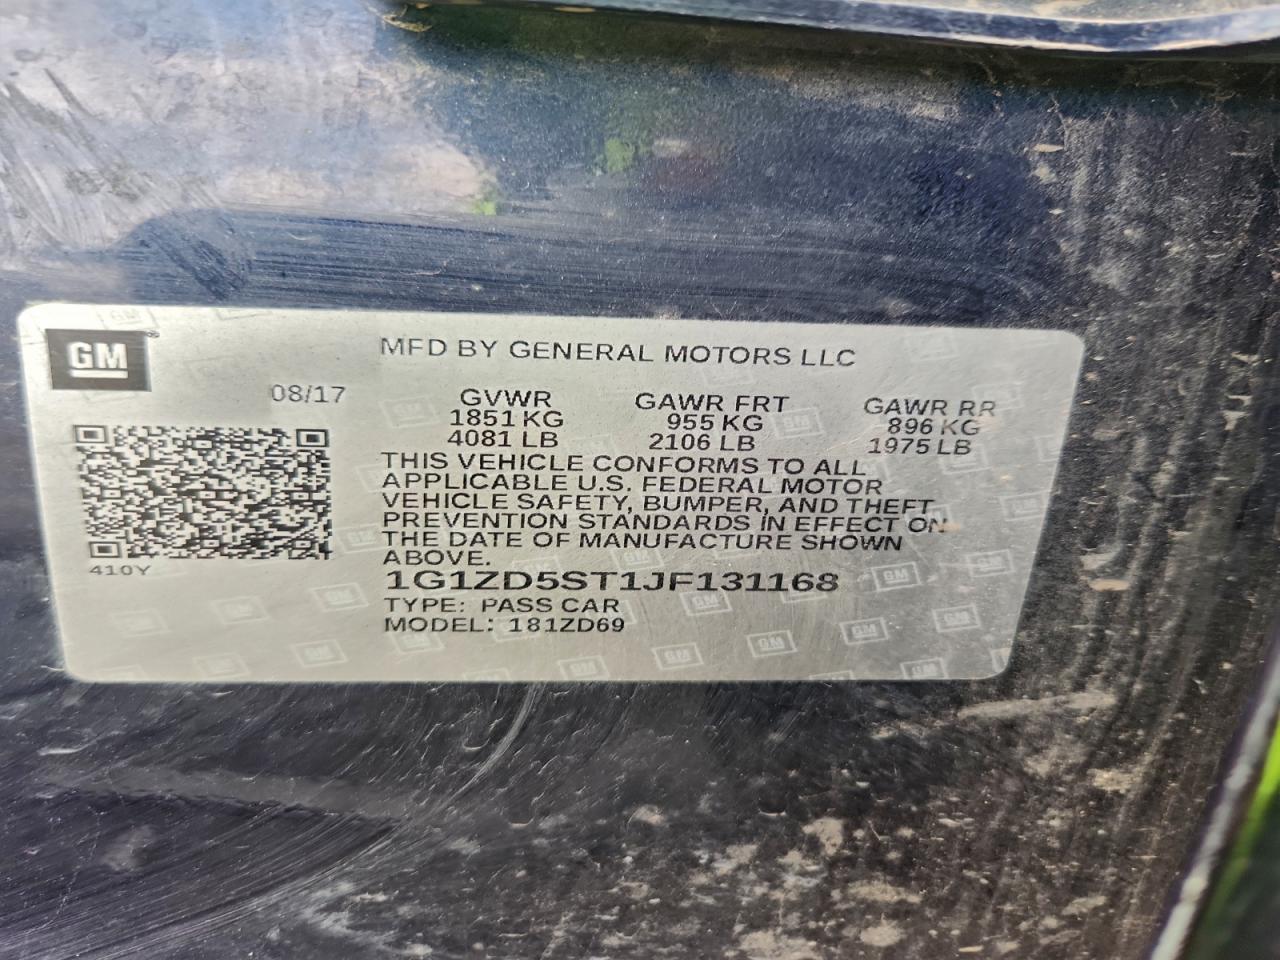 GM
MFD BY GENERAL MOTORS LLC
08/17
GVWR GAWR FRT GAWR RR
1851 KG 955 KG 896 KG
4081 LB 2106 LB 1975 LB
THIS VEHICLE CONFORMS TO ALL
APPLICABLE U.S. FEDERAL MOTOR
VEHICLE SAFETY, BUMPER, AND THEFT
PREVENTION STANDARDS IN EFFECT ON
THE DATE OF MANUFACTURE SHOWN
ABOVE.
410Y
1G1ZD5ST1JF131168
TYPE: PASS CAR
MODEL: 181ZD69